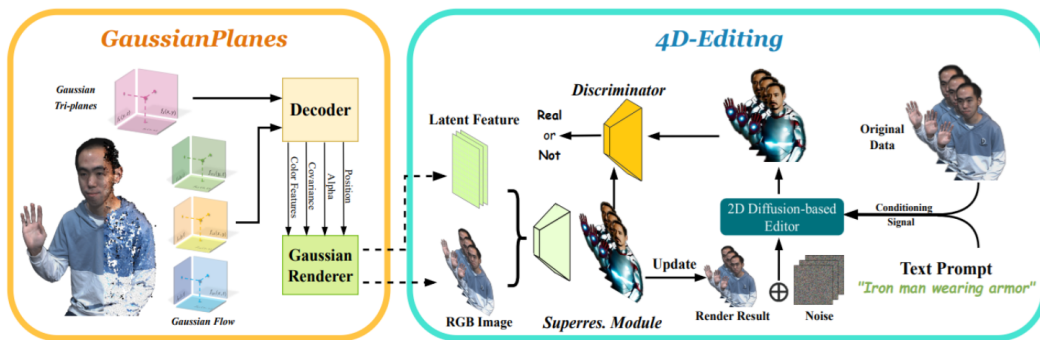 GaussianPlanes
Gaussian
Tri-planes
Decoder
Color Features
Covariance
Alpha
Position
Gaussian
Renderer
Gaussian Flow
4D-Editing
Latent Feature
RGB Image
Discriminator
Real
or
Not
Superres. Module
Update
Original
Data
2D Diffusion-based
Editor
Conditioning
Signal
Render Result
Noise
Text Prompt
"Iron man wearing armor"